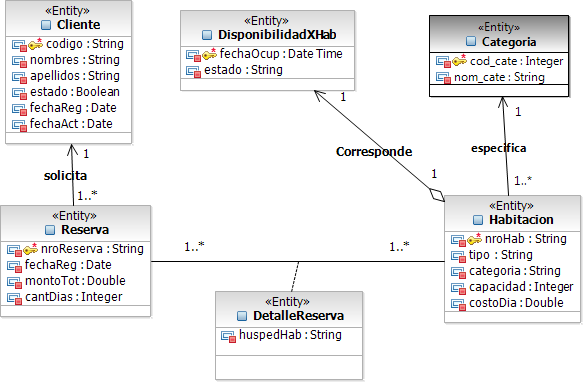 «Entity»
Cliente
codigo : String
nombres : String
apellidos : String
estado : Boolean
fechaReg : Date
fechaAct : Date
«Entity»
DisponibilidadXHab
fechaOcup : Date Time
estado : String
«Entity»
Categoria
cod_cate : Integer
nom_cate : String
1
solicita
1..*
1
Corresponde
1
1
especifica
1..*
«Entity»
Reserva
nroReserva : String
fechaReg : Date
montoTot : Double
cantDias : Integer
1..*
1..*
«Entity»
Habitacion
nroHab : String
tipo : String
categoria : String
capacidad : Integer
costoDia : Double
«Entity»
DetalleReserva
huspedHab : String